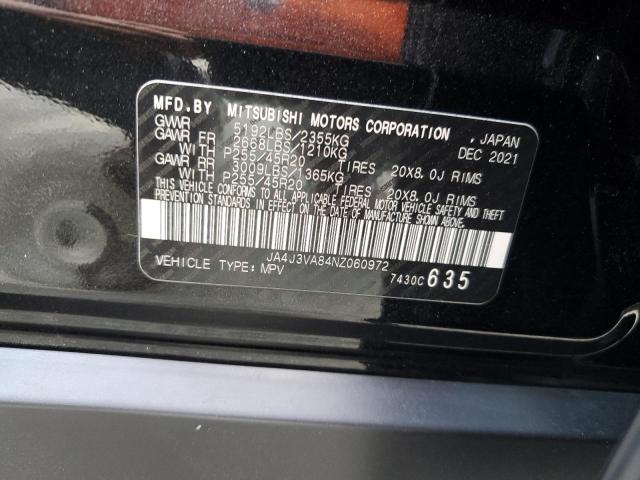 MFD.BY MITSUBISHI MOTORS CORPORATION , JAPAN
GVWR 5192LBS/2355KG DEC 2021
GAWR FR 2668LBS/1210KG
WITH P255/45R20 TIRES 20X8.0J RIMS
GAWR RR 3009LBS/1365KG
WITH P255/45R20 TIRES 20X8.0J RIMS
THIS VEHICLE CONFORMS TO ALL APPLICABLE FEDERAL MOTOR VEHICLE SAFETY AND THEFT
PREVENTION STANDARDS IN EFFECT ON THE DATE OF MANUFACTURE SHOWN ABOVE.
JA4J3VA84NZ060972
VEHICLE TYPE: MPV 7430C 635